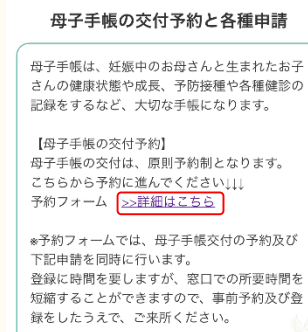 母子手帳の交付予約と各種申請
母子手帳は、妊娠中のお母さんと生まれたお子
さんの健康状態や成長、予防接種や各種健診の
記録をするなど、大切な手帳になります。
【母子手帳の交付予約】
母子手帳の交付は、原則予約制となります。
こちらから予約に進んでください↓↓↓
予約フォーム >>詳細はこちら
※予約フォームでは、母子手帳交付の予約及び
下記申請を同時に行います。
登録に時間を要しますが、窓口での所要時間を
短縮することができますので、事前予約及び登
録をしたうえで、ご来所ください。